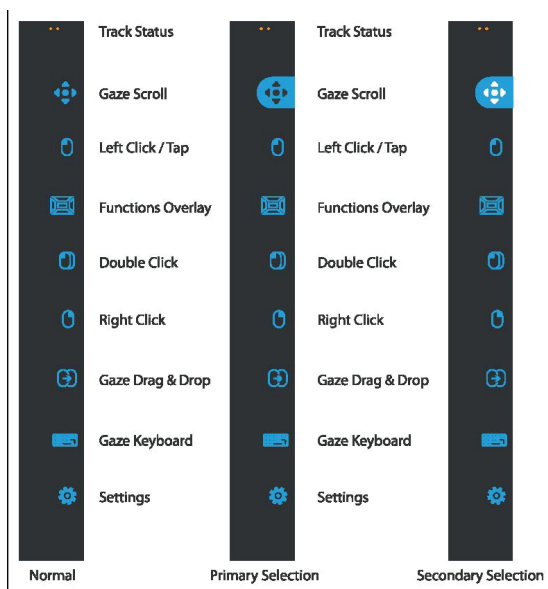 Track Status
Track Status
Gaze Scroll
Gaze Scroll
Left Click / Tap
Left Click / Tap
Functions Overlay
Functions Overlay
Double Click
Double Click
Right Click
Right Click
Gaze Drag & Drop
Gaze Drag & Drop
Gaze Keyboard
Gaze Keyboard
Settings
Settings
Normal
Primary Selection
Secondary Selection